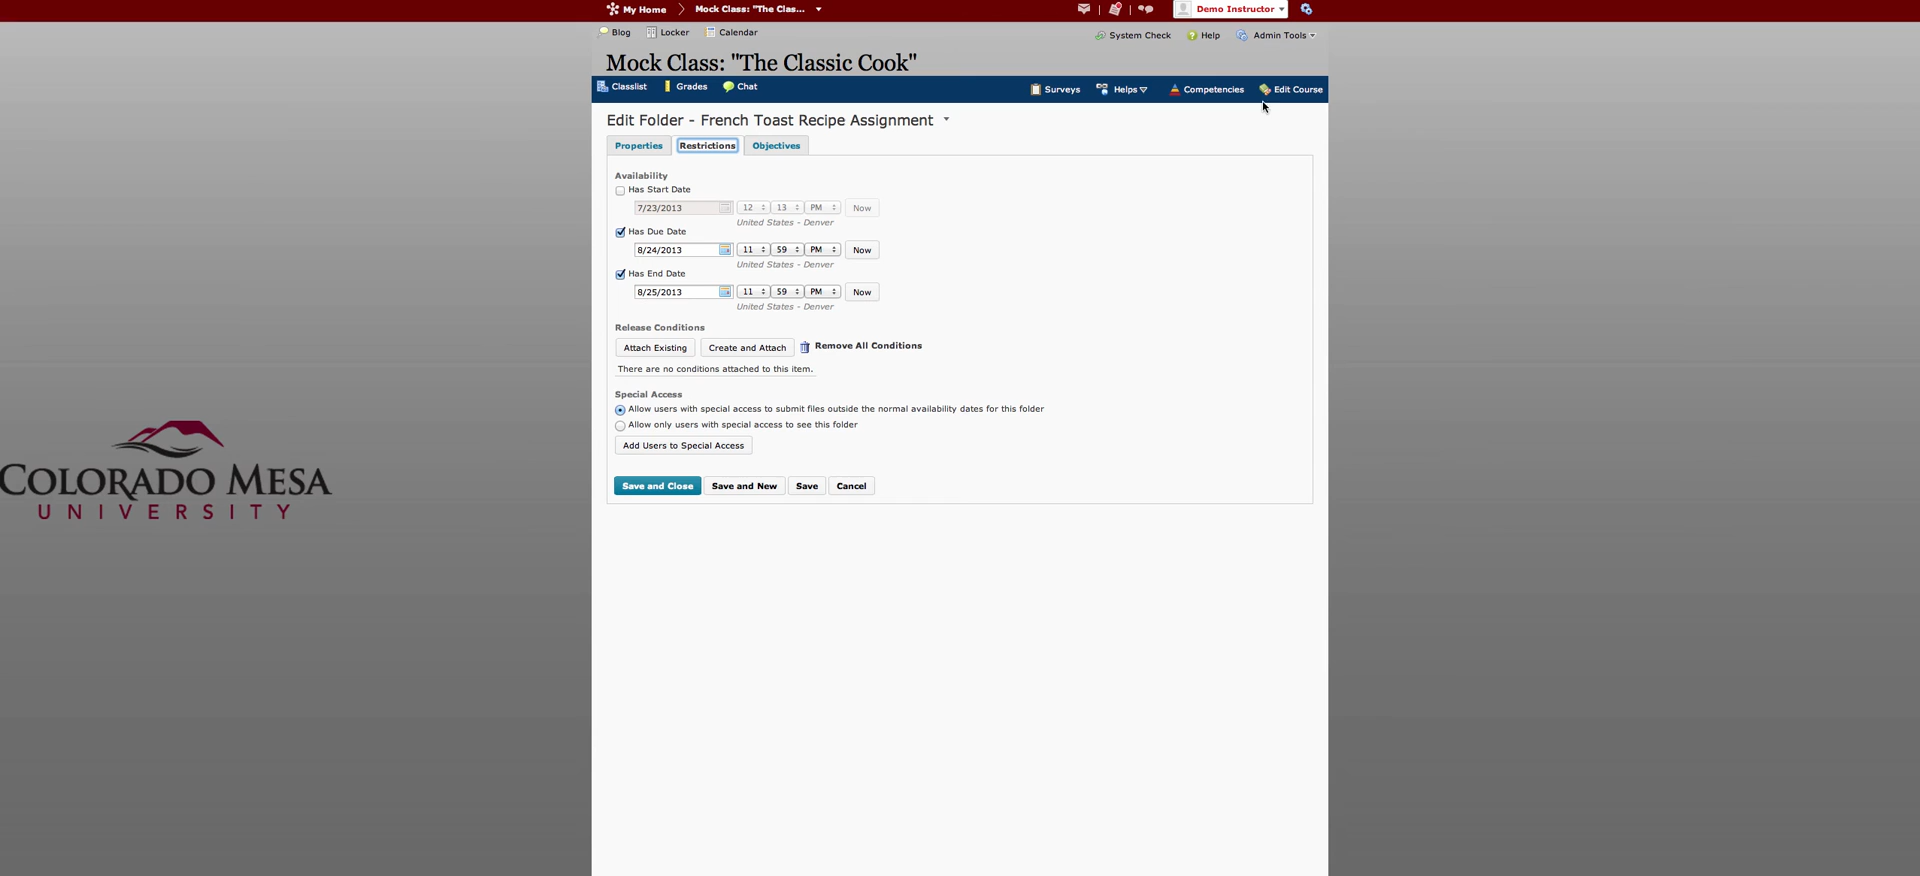 My Home Mock Class: "The Clas... Demo Instructor
Blog Locker Calendar System Check Help Admin Tools
Mock Class: "The Classic Cook"
Classlist Grades Chat Surveys Helps Competencies Edit Course
Edit Folder - French Toast Recipe Assignment
Properties Restrictions Objectives
Availability
Has Start Date
7/23/2013 12 13 PM Now
United States - Denver
Has Due Date
8/24/2013 11 59 PM Now
United States - Denver
Has End Date
8/25/2013 11 59 PM Now
United States - Denver
Release Conditions
Attach Existing Create and Attach Remove All Conditions
There are no conditions attached to this item.
Special Access
Allow users with special access to submit files outside the normal availability dates for this folder
Allow only users with special access to see this folder
Add Users to Special Access
Save and Close Save and New Save Cancel
COLORADO MESA
UNIVERSITY